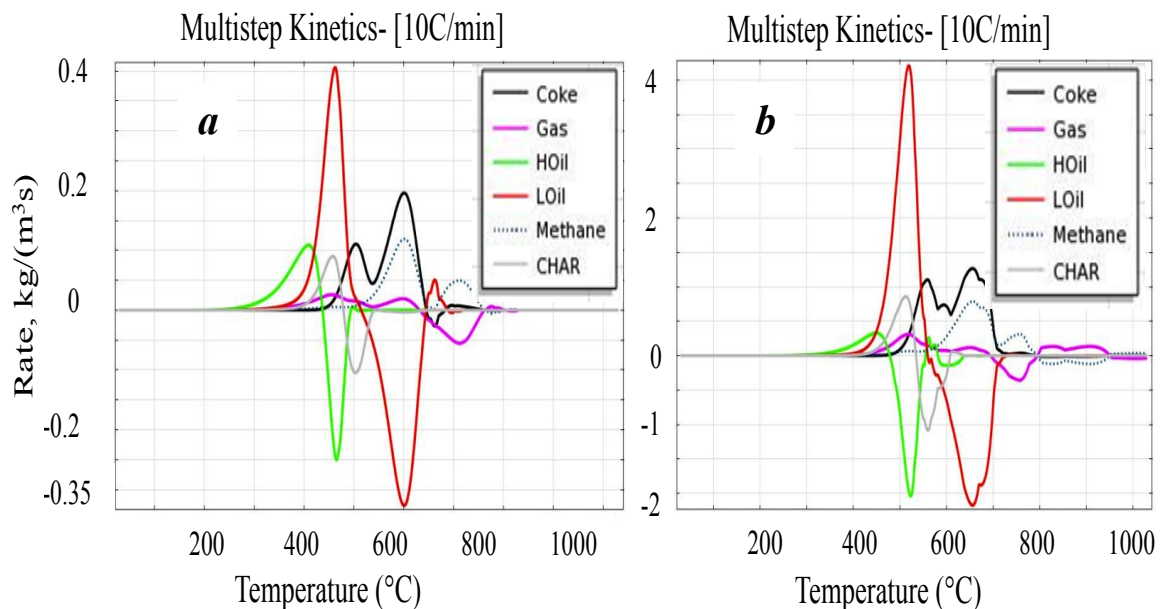 Multistep Kinetics- [10C/min]
a
Coke
Gas
HOil
LOil
Methane
CHAR
0.4
0.2
0
-0.2
-0.35
Rate, kg/(m³s)
200 400 600 800 1000
Temperature (°C)
Multistep Kinetics- [10C/min]
b
Coke
Gas
HOil
LOil
Methane
CHAR
4
2
0
-1
-2
200 400 600 800 1000
Temperature (°C)